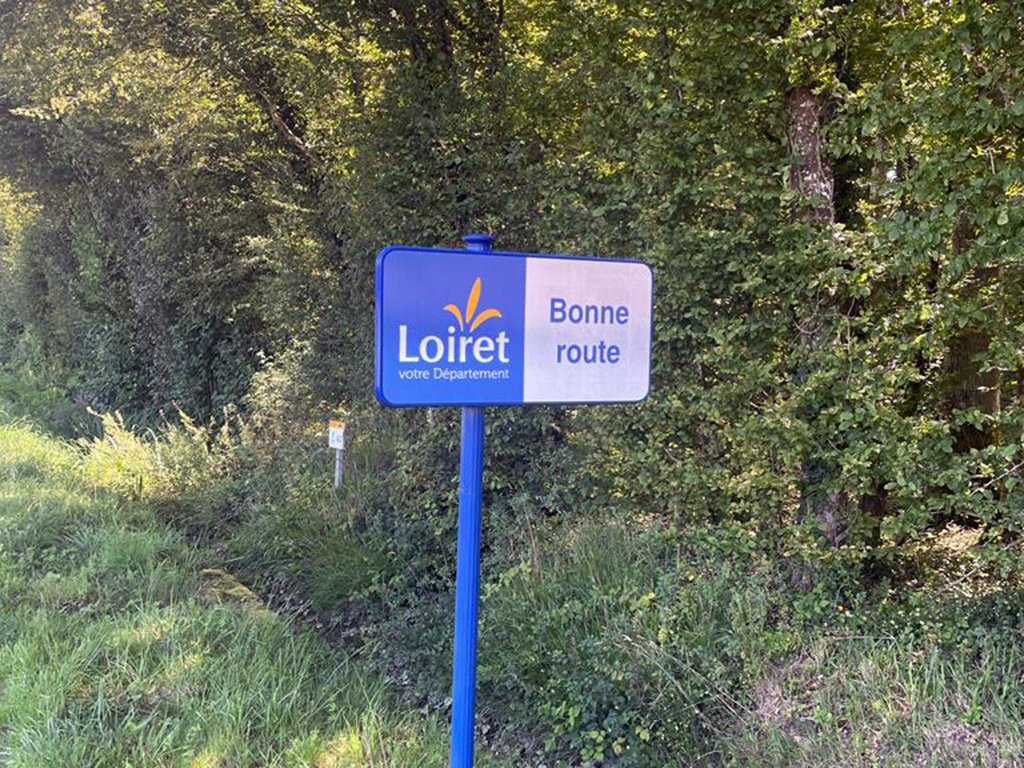 Loiret
votre Département
Bonne
route